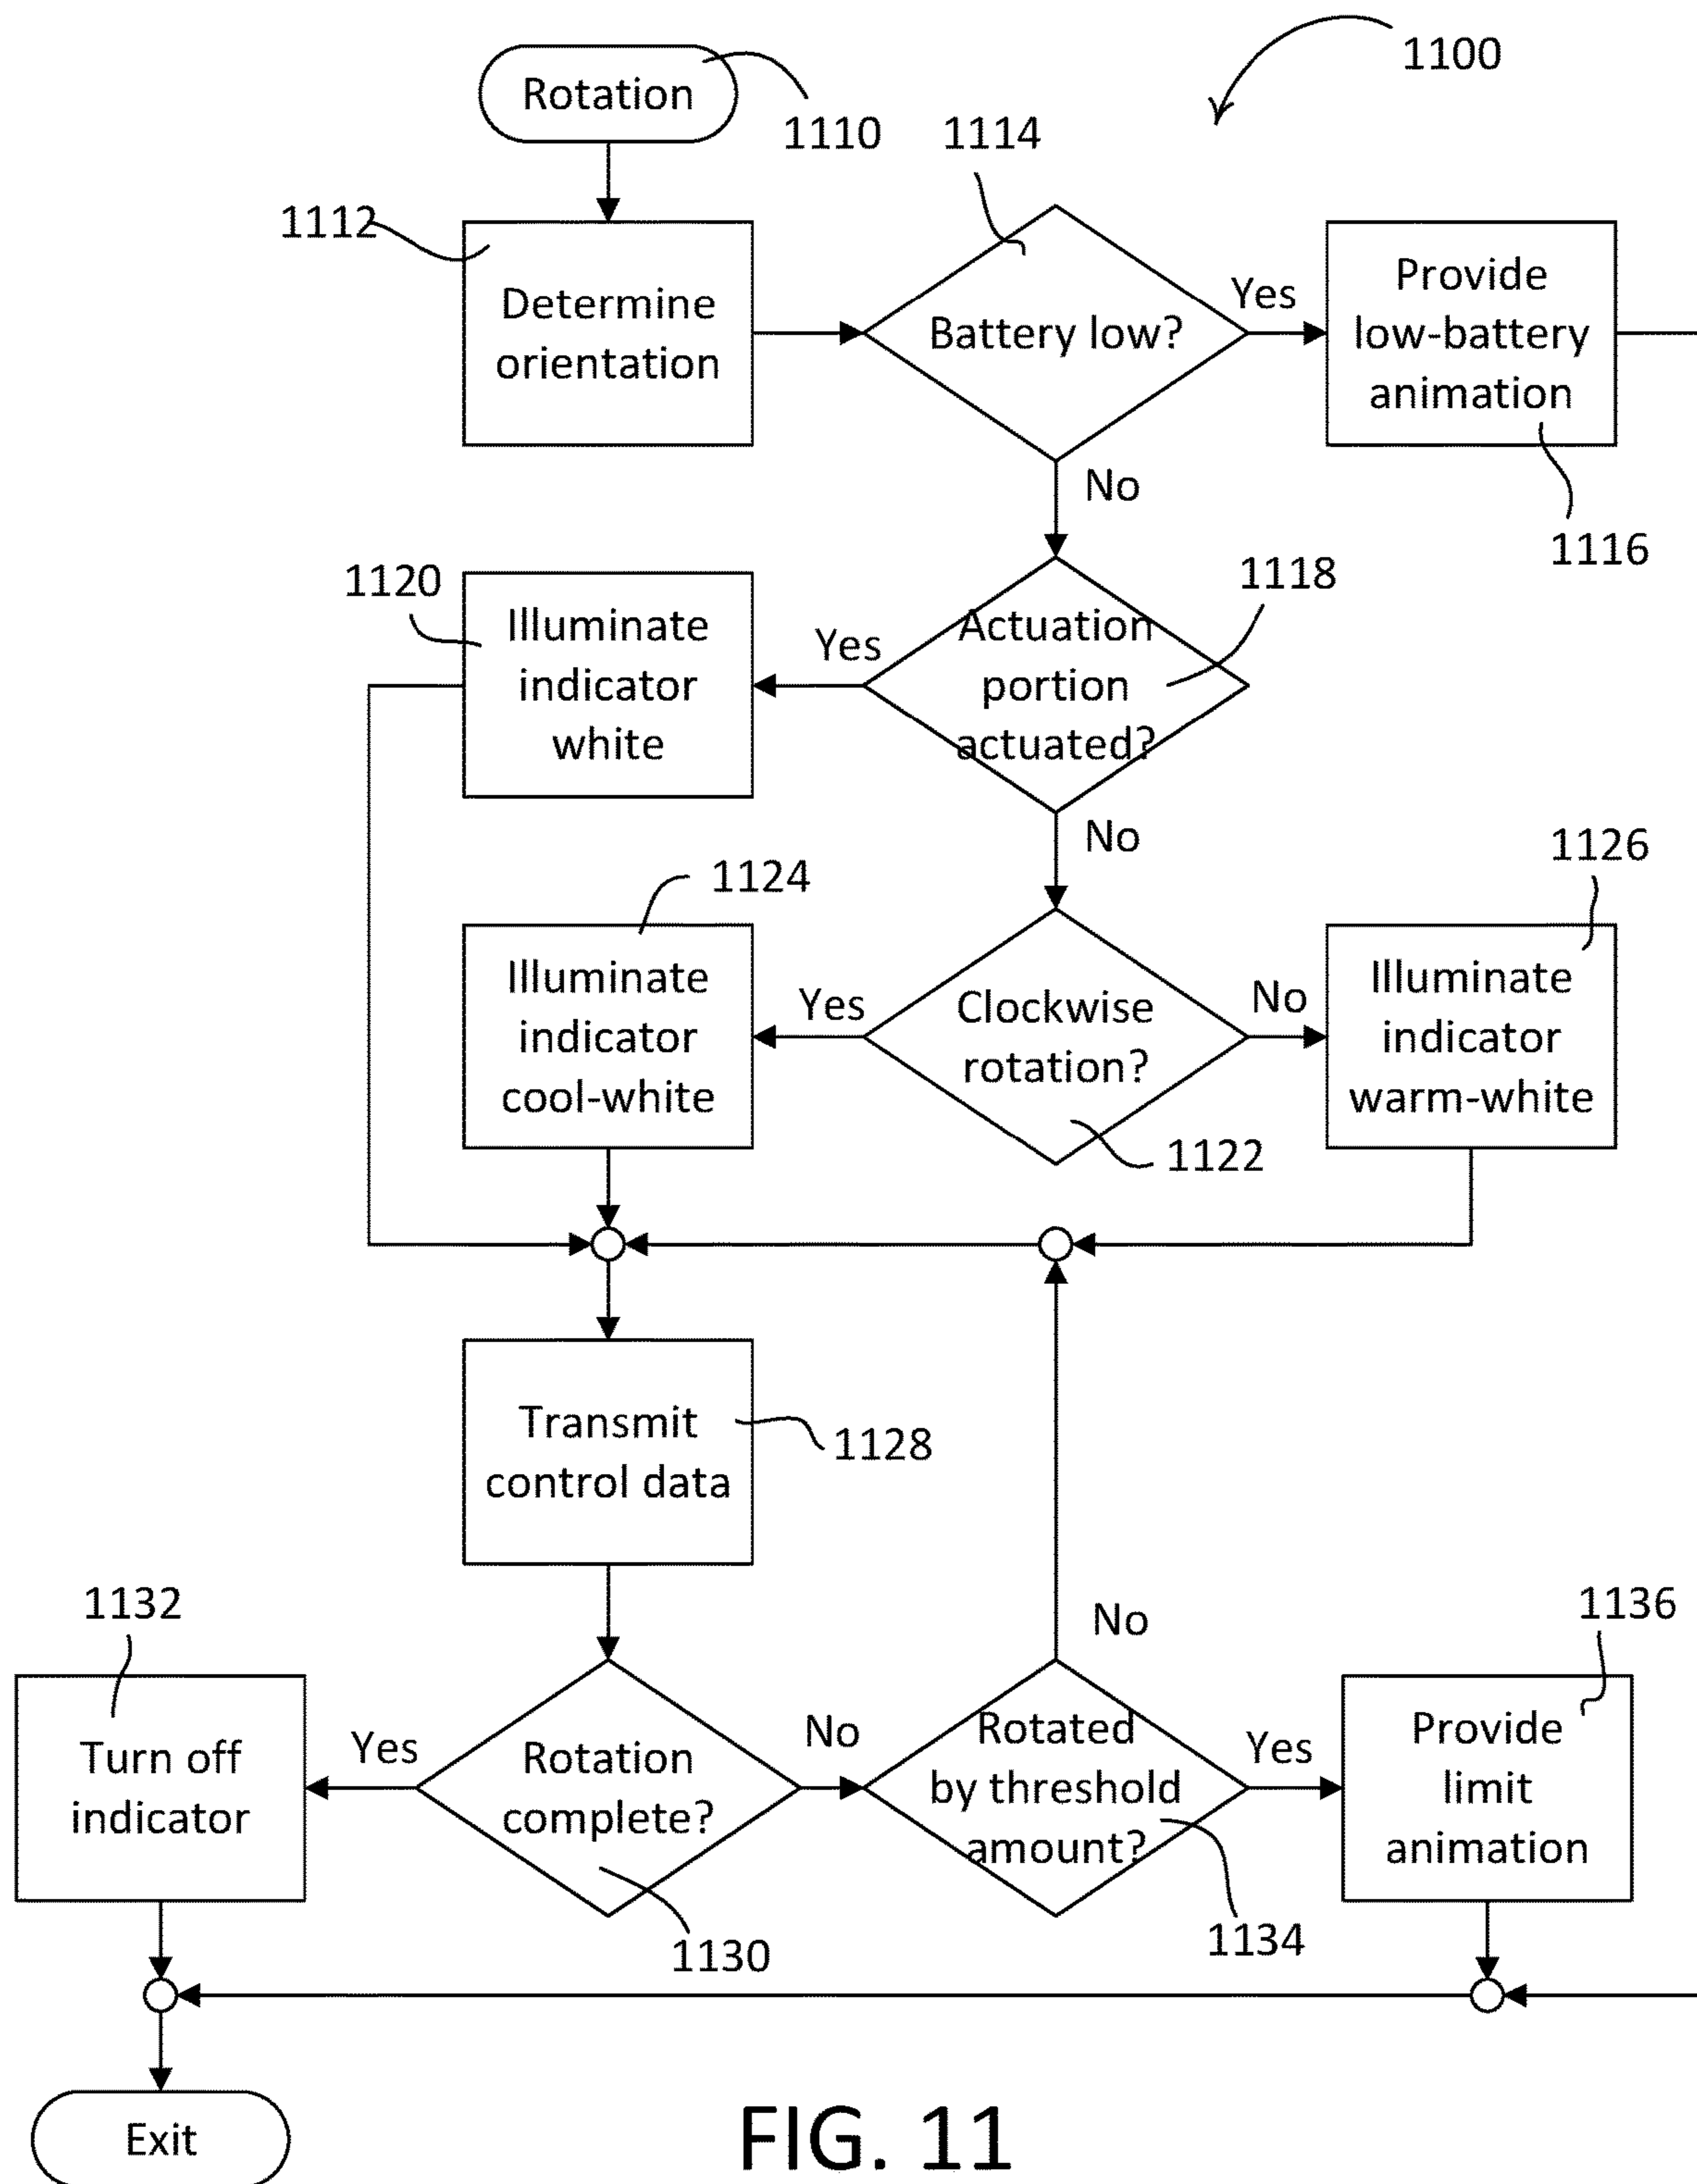 1100
Rotation
1110
1114
1112
Determine
orientation
Battery low?
Yes
Provide
low-battery
animation
No
1116
1120
1118
Illuminate
indicator
white
Yes
Actuation
portion
actuated?
No
1126
1124
Illuminate
indicator
cool-white
Yes
Clockwise
rotation?
No
Illuminate
indicator
warm-white
1122
Transmit
control data
1128
1132
No
1136
Turn off
indicator
Yes
Rotation
complete?
No
Rotated
by threshold
amount?
Yes
Provide
limit
animation
1130
1134
Exit
FIG. 11